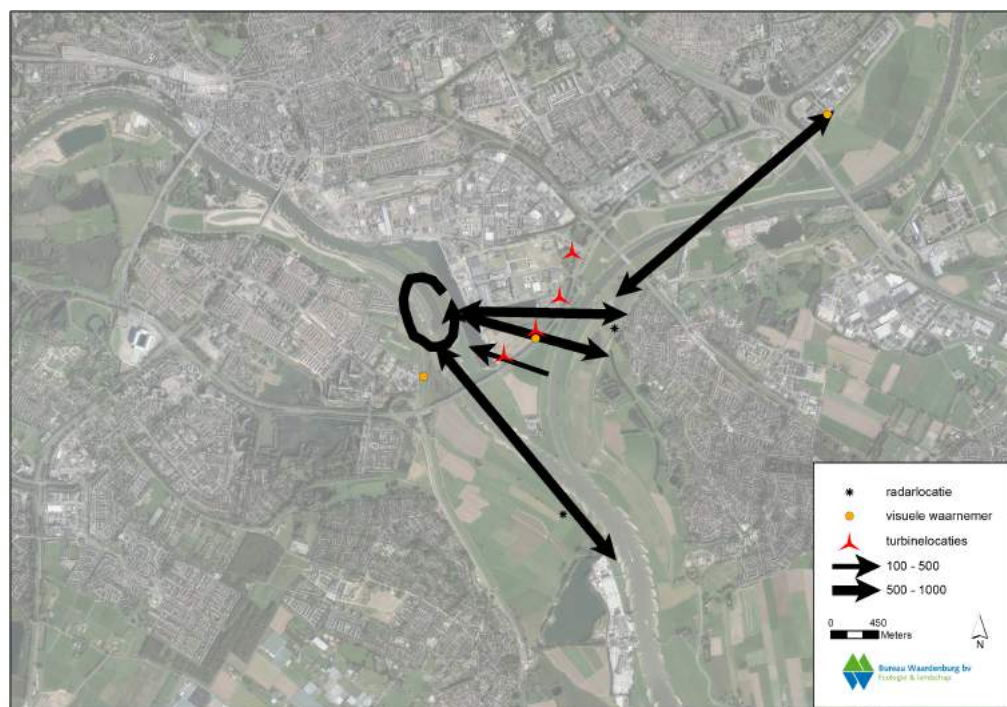 radarlocatie
visuele waarnemer
turbinelocaties
100 - 500
500 - 1000
0 450
Meters
N
Bureau Waardenburg bv
Ecologie & landschap